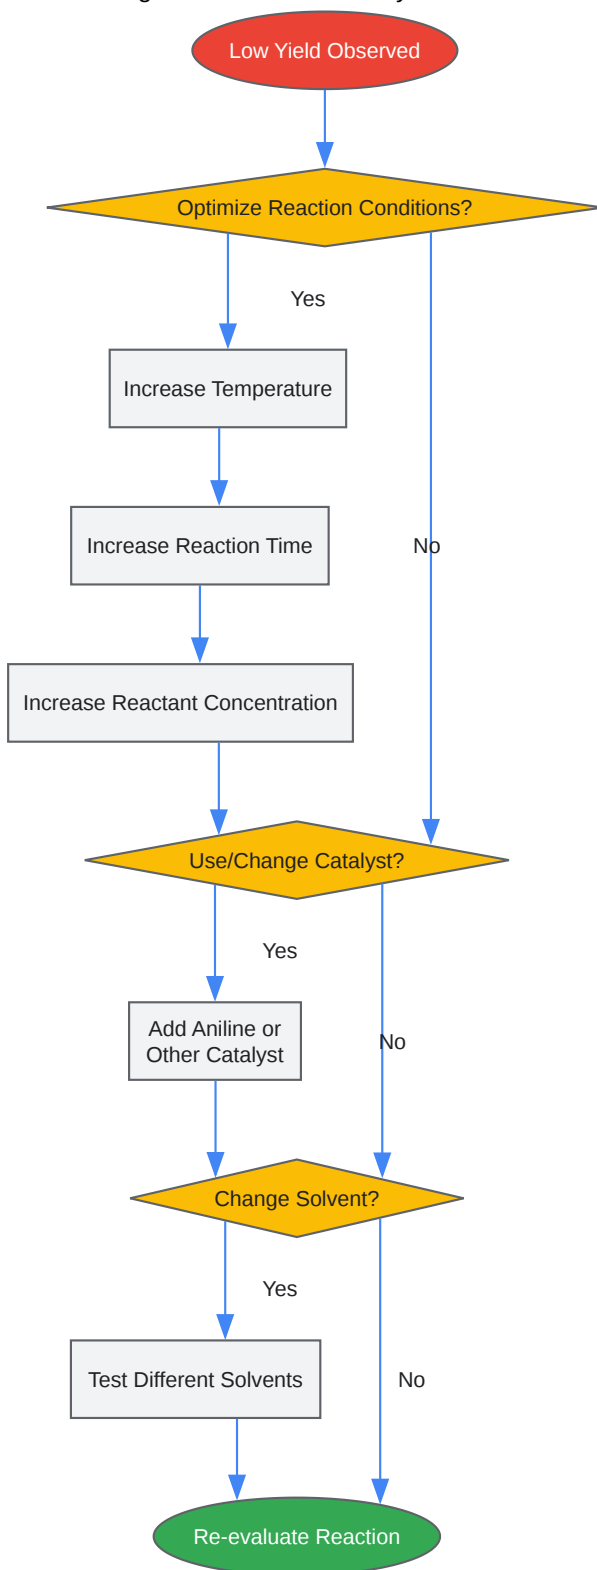 Low Yield Observed
Optimize Reaction Conditions?
Yes
Increase Temperature
Increase Reaction Time
No
Increase Reactant Concentration
Use/Change Catalyst?
Yes
Add Aniline or
Other Catalyst
No
Change Solvent?
Yes
Test Different Solvents
No
Re-evaluate Reaction